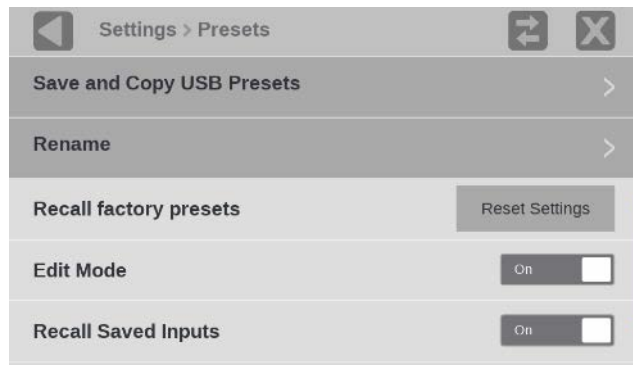 Settings > Presets
Save and Copy USB Presets
Rename
Recall factory presets Reset Settings
Edit Mode On
Recall Saved Inputs On